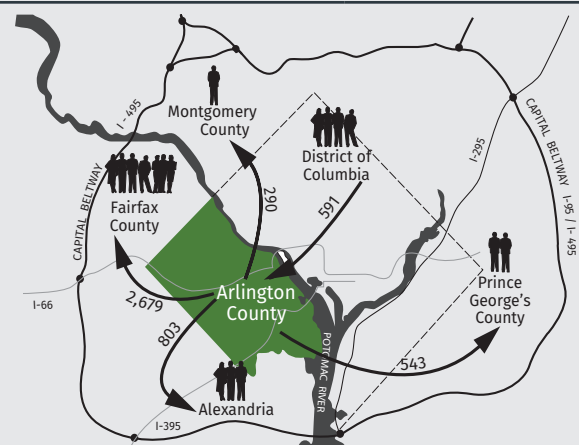 I - 495
Montgomery
County
District of
Columbia
I-295
CAPITAL BELTWAY
I-95 / I- 495
CAPITAL BELTWAY
Fairfax
County
290
591
I-66
2,679
Arlington
County
Prince
George's
County
803
543
POTOMAC RIVER
Alexandria
I-395